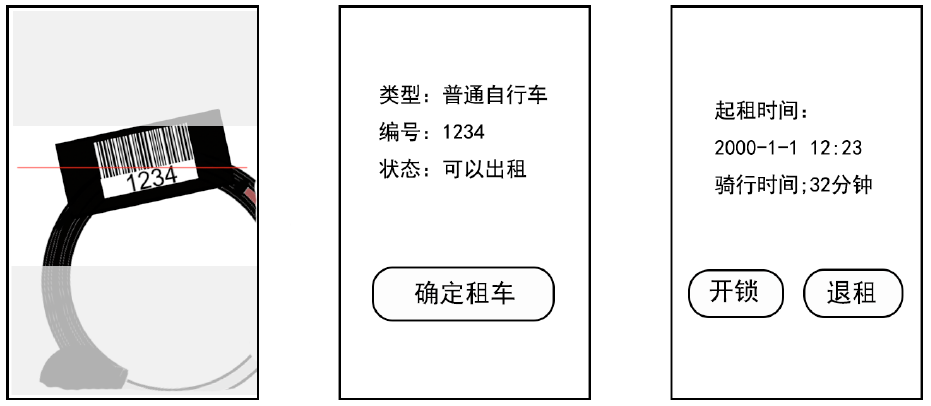 1234
类型：普通自行车
编号：1234
状态：可以出租
确定租车
起租时间：
2000-1-1 12:23
骑行时间;32分钟
开锁
退租